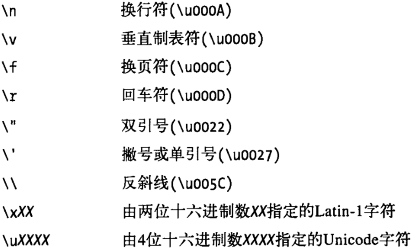 \n 换行符(\u000A)
\v 垂直制表符(\u000B)
\f 换页符(\u000C)
\r 回车符(\u000D)
\" 双引号(\u0022)
\' 撇号或单引号(\u0027)
\\ 反斜线(\u005C)
\xXX 由两位十六进制数XX指定的Latin-1字符
\uXXXX 由4位十六进制数XXXX指定的Unicode字符